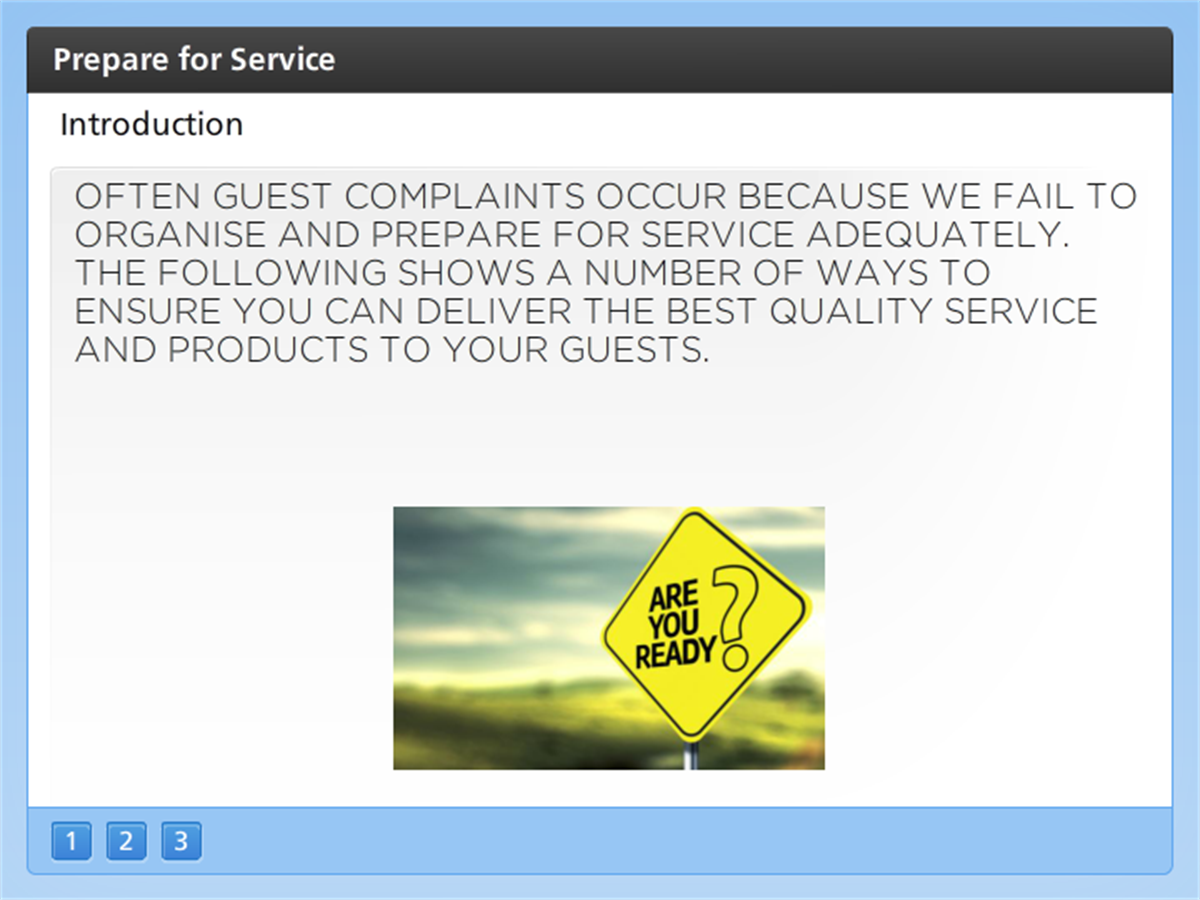 Prepare for Service
Introduction
OFTEN GUEST COMPLAINTS OCCUR BECAUSE WE FAIL TO
ORGANISE AND PREPARE FOR SERVICE ADEQUATELY.
THE FOLLOWING SHOWS A NUMBER OF WAYS TO
ENSURE YOU CAN DELIVER THE BEST QUALITY SERVICE
AND PRODUCTS TO YOUR GUESTS.
ARE
YOU
READY?
1 2 3